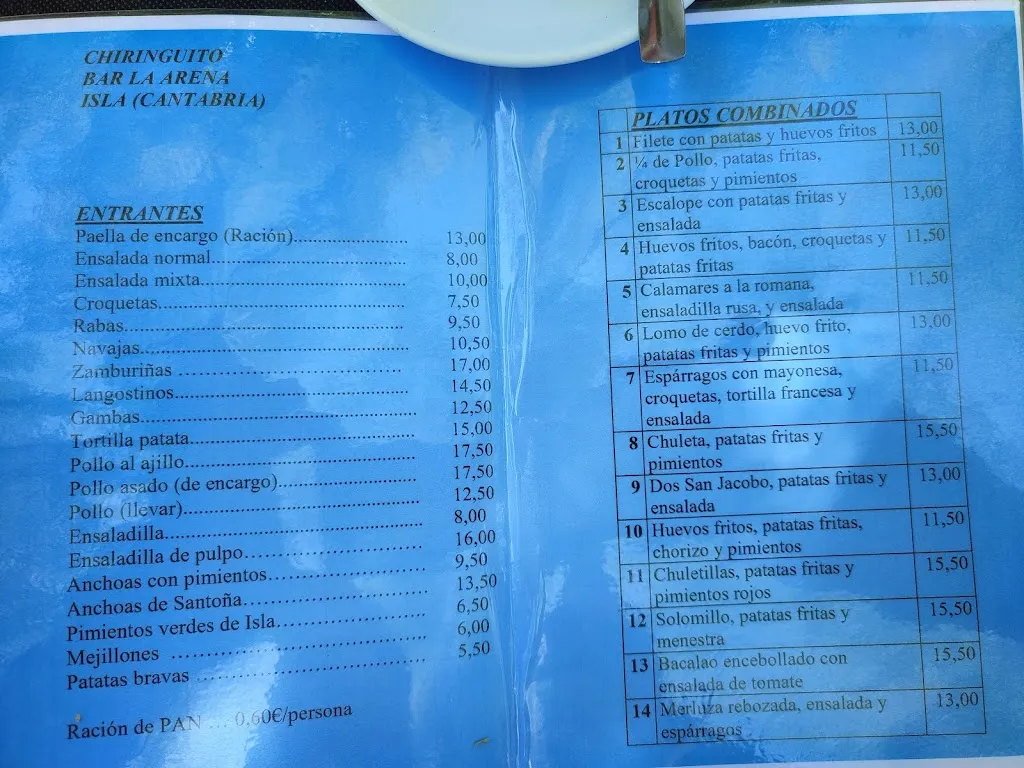 CHIRINGUITO
BAR LA ARENA
ISLA (CANTABRIA)
ENTRANTES
Paella de encargo (Ración)........................ 13,00
Ensalada normal........................................ 8,00
Ensalada mixta.......................................... 10,00
Croquetas................................................... 7,50
Rabas......................................................... 9,50
Navajas...................................................... 10,50
Zamburiñas ............................................... 17,00
Langostinos............................................... 14,50
Gambas...................................................... 12,50
Tortilla patata............................................ 15,00
Pollo al ajillo............................................. 17,50
Pollo asado (de encargo)........................... 17,50
Pollo (llevar)............................................. 12,50
Ensaladilla................................................. 8,00
Ensaladilla de pulpo................................. 16,00
Anchoas con pimientos............................. 9,50
Anchoas de Santoña................................. 13,50
Pimientos verdes de Isla........................... 6,50
Mejillones ................................................ 6,00
Patatas bravas .......................................... 5,50
Ración de PAN … 0,60€/persona
PLATOS COMBINADOS
1 Filete con patatas y huevos fritos 13,00
2 ¼ de Pollo, patatas fritas, 11,50
croquetas y pimientos
3 Escalope con patatas fritas y 13,00
ensalada
4 Huevos fritos, bacón, croquetas y 11,50
patatas fritas
5 Calamares a la romana, 11,50
ensaladilla rusa, y ensalada
6 Lomo de cerdo, huevo frito, 13,00
patatas fritas y pimientos
7 Espárragos con mayonesa, 11,50
croquetas, tortilla francesa y
ensalada
8 Chuleta, patatas fritas y 15,50
pimientos
9 Dos San Jacobo, patatas fritas y 13,00
ensalada
10 Huevos fritos, patatas fritas, 11,50
chorizo y pimientos
11 Chuletillas, patatas fritas y 15,50
pimientos rojos
12 Solomillo, patatas fritas y 15,50
menestra
13 Bacalao encebollado con 15,50
ensalada de tomate
14 Merluza rebozada, ensalada y 13,00
espárragos